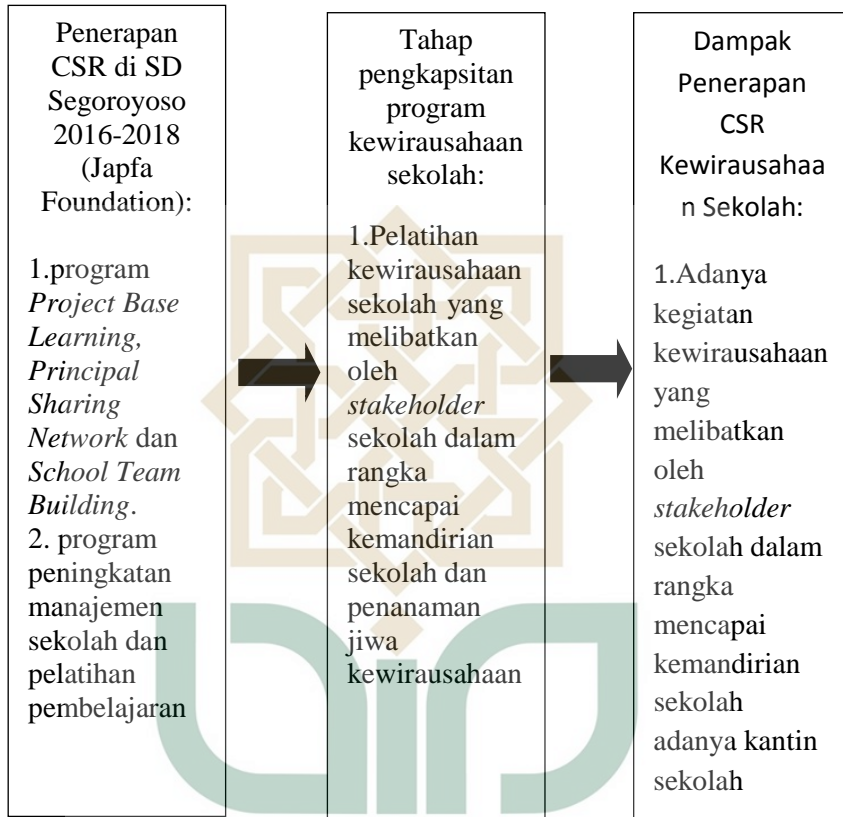 Penerapan
CSR di SD
Segoroyoso
2016-2018
(Japfa
Foundation):
1.program
Project Base
Learning,
Principal
Sharing
Network dan
School Team
Building.
2. program
peningkatan
manajemen
sekolah dan
pelatihan
pembelajaran
Tahap
pengkapsitan
program
kewirausahaan
sekolah:
1.Pelatihan
kewirausahaan
sekolah yang
melibatkan
oleh
stakeholder
sekolah dalam
rangka
mencapai
kemandirian
sekolah dan
penanaman
jiwa
kewirausahaan
Dampak
Penerapan
CSR
Kewirausahaa
n Sekolah:
1.Adanya
kegiatan
kewirausahaan
yang
melibatkan
oleh
stakeholder
sekolah dalam
rangka
mencapai
kemandirian
sekolah
adanya kantin
sekolah